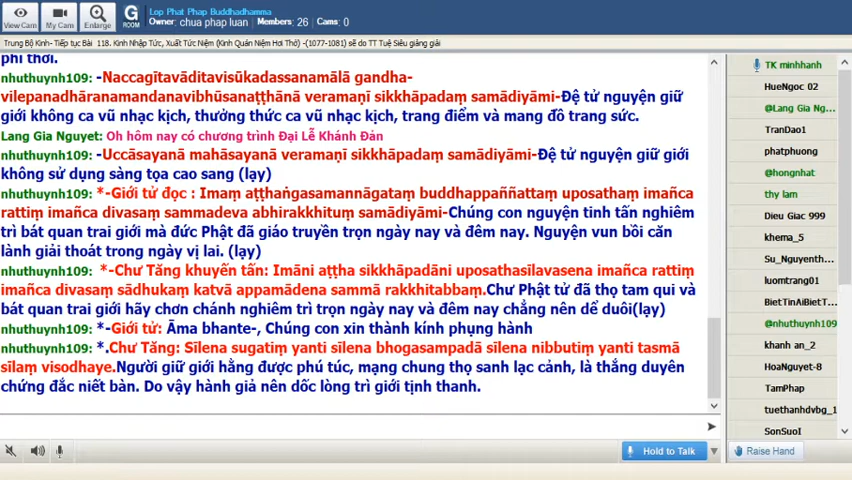 View Cam
My Cam
Enlarge
G
ROOM
Lop Phat Phap Buddhadhamma
Owner: chua phap luan Members: 26 Cams: 0
Trung Bộ Kinh- Tiếp tục Bài 118. Kinh Nhập Tức, Xuất Tức Niệm (Kinh Quán Niệm Hơi Thở) -(1077-1081) sẽ do TT Tuệ Siêu giảng giải
phi thời.
nhuthuynh109: -Naccagītavāditavisūkadassanamālā gandha-
vilepanadhāranamandanavibhūsanaṭṭhānā veramaṇī sikkhāpadaṃ samādiyāmi-Đệ tử nguyện giữ
giới không ca vũ nhạc kịch, thưởng thức ca vũ nhạc kịch, trang điểm và mang đồ trang sức.
Lang Gia Nguyet: Oh hôm nay có chương trình Đại Lễ Khánh Đản
nhuthuynh109: -Uccāsayanā mahāsayanā veramaṇī sikkhāpadaṃ samādiyāmi-Đệ tử nguyện giữ giới
không sử dụng sàng tọa cao sang (lạy)
nhuthuynh109: *-Giới tử đọc : Imaṃ aṭṭhaṅgasamannāgataṃ buddhappaññattaṃ uposathaṃ imañca
rattiṃ imañca divasaṃ sammadeva abhirakkhituṃ samādiyāmi-Chúng con nguyện tinh tấn nghiêm
trì bát quan trai giới mà đức Phật đã giáo truyền trọn ngày nay và đêm nay. Nguyện vun bồi căn
lành giải thoát trong ngày vị lai. (lạy)
nhuthuynh109: *-Chư Tăng khuyến tấn: Imāni aṭṭha sikkhāpadāni uposathasīlavasena imañca rattiṃ
imañca divasaṃ sādhukaṃ katvā appamādena sammā rakkhitabbaṃ.Chư Phật tử đã thọ tam qui và
bát quan trai giới hãy chơn chánh nghiêm trì trọn ngày nay và đêm nay chẳng nên dể duôi(lạy)
nhuthuynh109: *-Giới tử: Āma bhante-, Chúng con xin thành kính phụng hành
nhuthuynh109: *.Chư Tăng: Sīlena sugatiṃ yanti sīlena bhogasampadā sīlena nibbutiṃ yanti tasmā
sīlaṃ visodhaye.Người giữ giới hằng được phú túc, mạng chung thọ sanh lạc cảnh, là thắng duyên
chứng đắc niết bàn. Do vậy hành giả nên dốc lòng trì giới tịnh thanh.
TK minhhanh
HueNgoc 02
@Lang Gia Ng...
TranDao1
phatphuong
@hongnhat
thy lam
Dieu Giac 999
khema_5
Su_Nguyenth...
luomtrang01
BietTinAiBietT...
@nhuthuynh109
khanh an_2
HoaNguyet-8
TamPhap
tuethanhdvbg_1
SonSuoI
Hold to Talk
Raise Hand